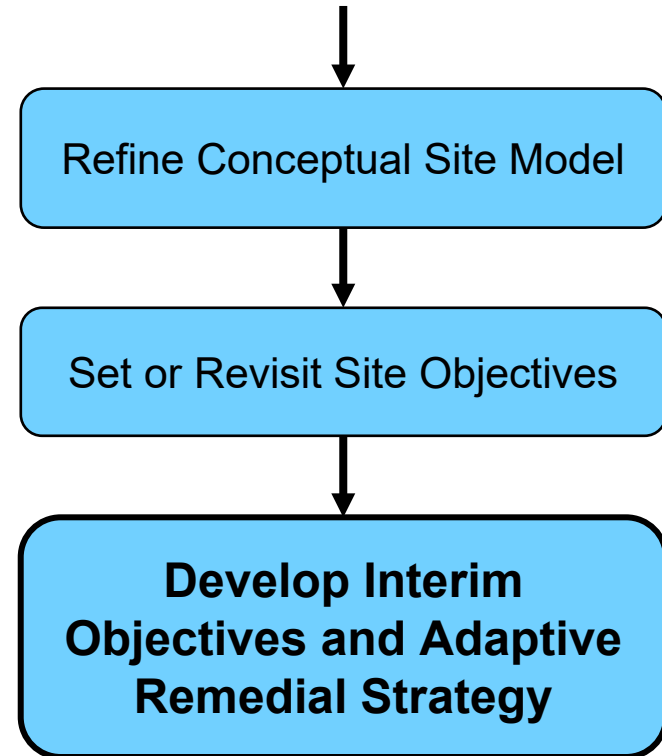 Refine Conceptual Site Model
Set or Revisit Site Objectives
Develop Interim
Objectives and Adaptive
Remedial Strategy